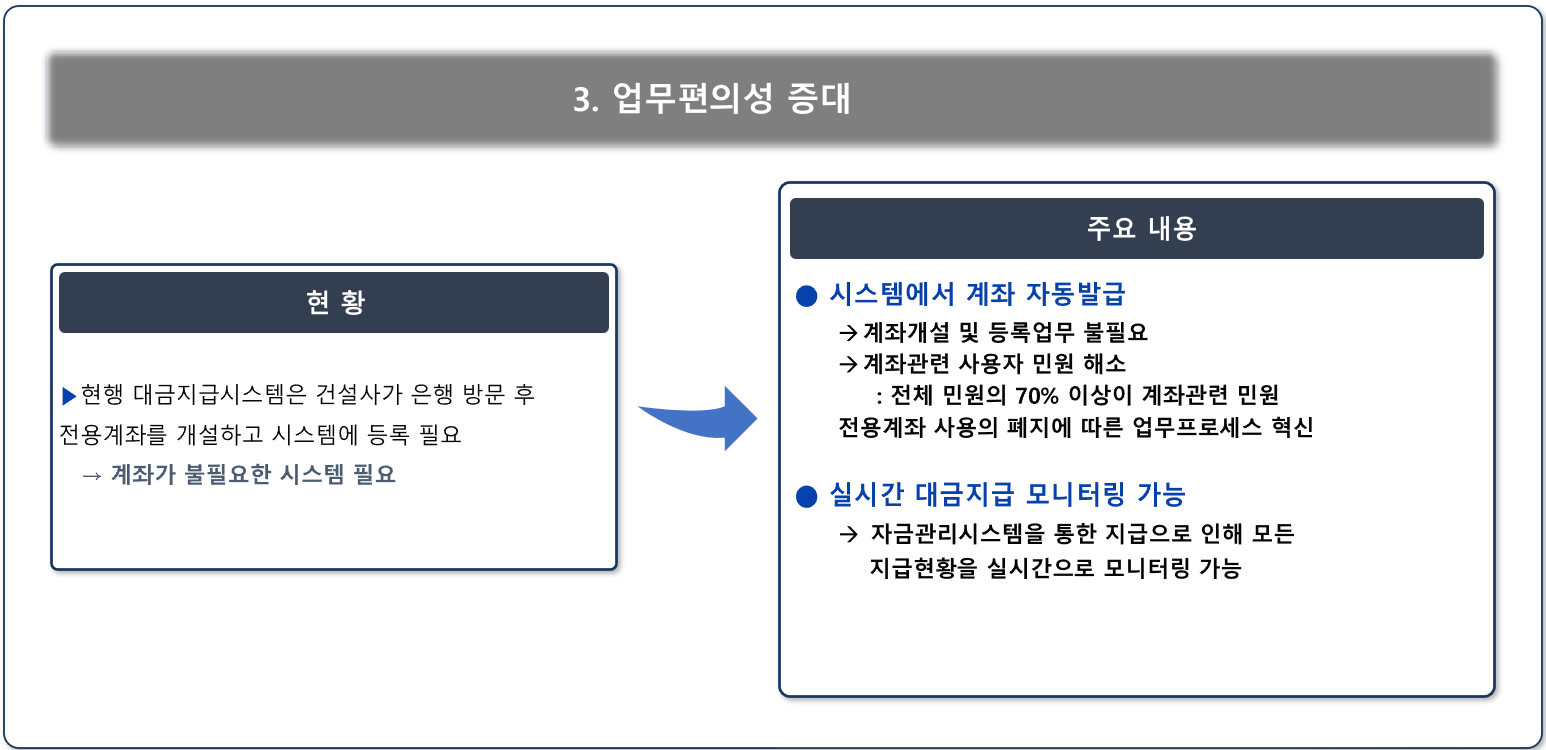 3. 업무편의성 증대
현 황
▶현행 대금지급시스템은 건설사가 은행 방문 후
전용계좌를 개설하고 시스템에 등록 필요
→ 계좌가 불필요한 시스템 필요
주요 내용
● 시스템에서 계좌 자동발급
→계좌개설 및 등록업무 불필요
→계좌관련 사용자 민원 해소
: 전체 민원의 70% 이상이 계좌관련 민원
전용계좌 사용의 폐지에 따른 업무프로세스 혁신
● 실시간 대금지급 모니터링 가능
→ 자금관리시스템을 통한 지급으로 인해 모든
지급현황을 실시간으로 모니터링 가능